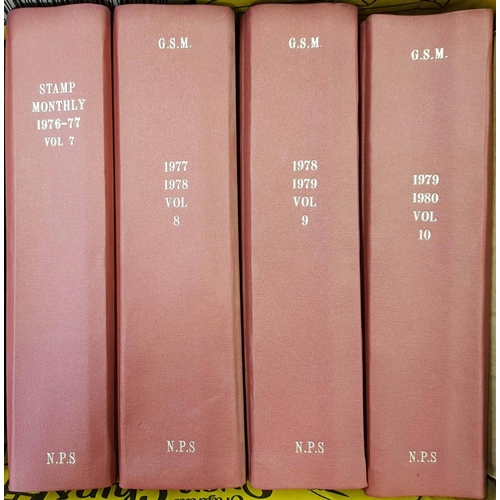 STAMP
MONTHLY
1976-77
VOL 7
N.P.S
G.S.M.
1977
1978
VOL
8
N.P.S
G.S.M.
1978
1979
VOL
9
N.P.S
G.S.M.
1979
1980
VOL
10
N.P.S